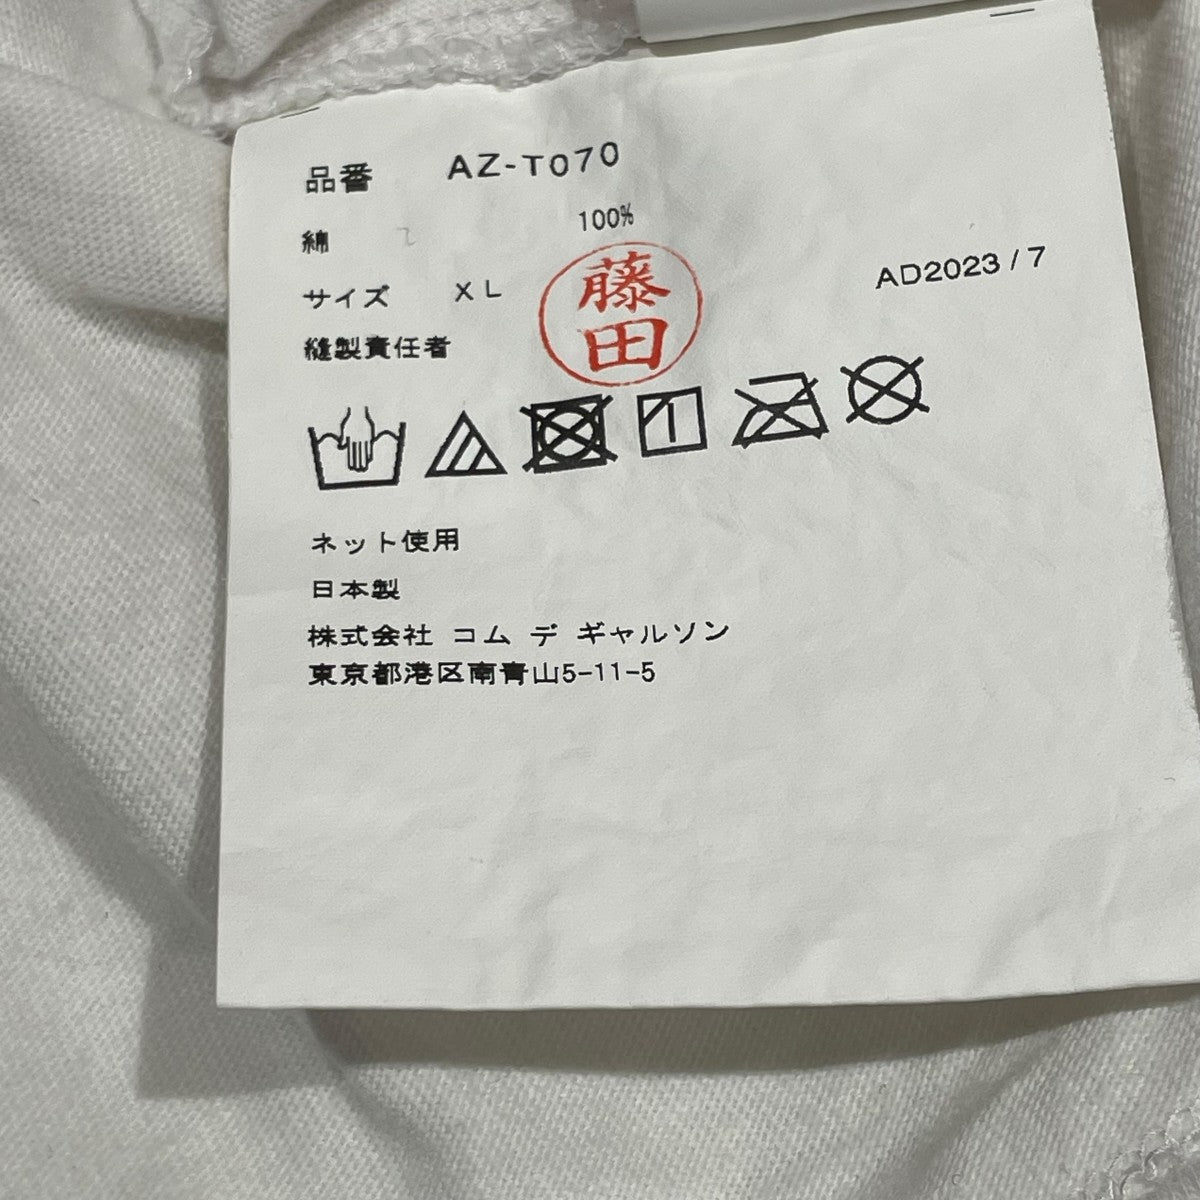 品番 AZ-T070
綿 100%
サイズ XL
AD2023/7
縫製責任者
藤田
ネット使用
日本製
株式会社 コム デ ギャルソン
東京都港区南青山5-11-5